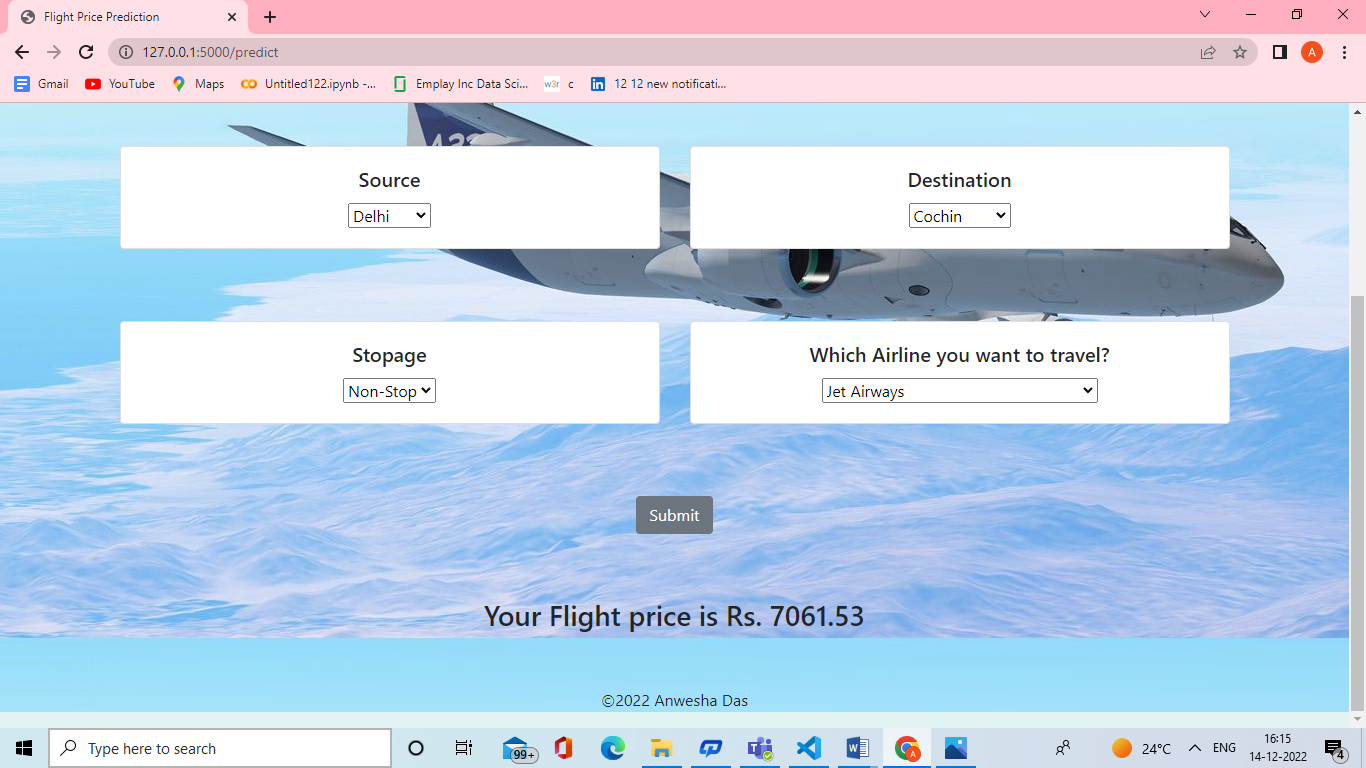 Flight Price Prediction
127.0.0.1:5000/predict
A
Gmail YouTube Maps Untitled122.ipynb -... Emplay Inc Data Sci... w3r c in 12 12 new notificati...
Source
Delhi
Destination
Cochin
Stopage
Non-Stop
Which Airline you want to travel?
Jet Airways
Submit
Your Flight price is Rs. 7061.53
©2022 Anwesha Das
Type here to search
99+
A
24°C
ENG
16:15
14-12-2022
4